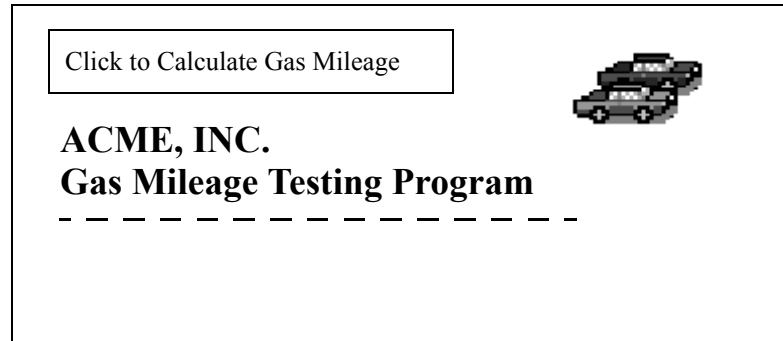 Click to Calculate Gas Mileage
ACME, INC.
Gas Mileage Testing Program